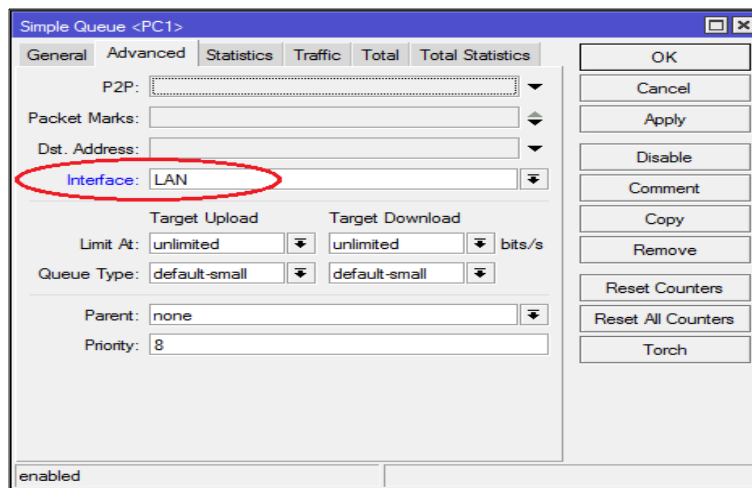 Simple Queue <PC1>
General Advanced Statistics Traffic Total Total Statistics
P2P:
Packet Marks:
Dst. Address:
Interface: LAN
Target Upload Target Download
Limit At: unlimited unlimited bits/s
Queue Type: default-small default-small
Parent: none
Priority: 8
enabled
OK
Cancel
Apply
Disable
Comment
Copy
Remove
Reset Counters
Reset All Counters
Torch